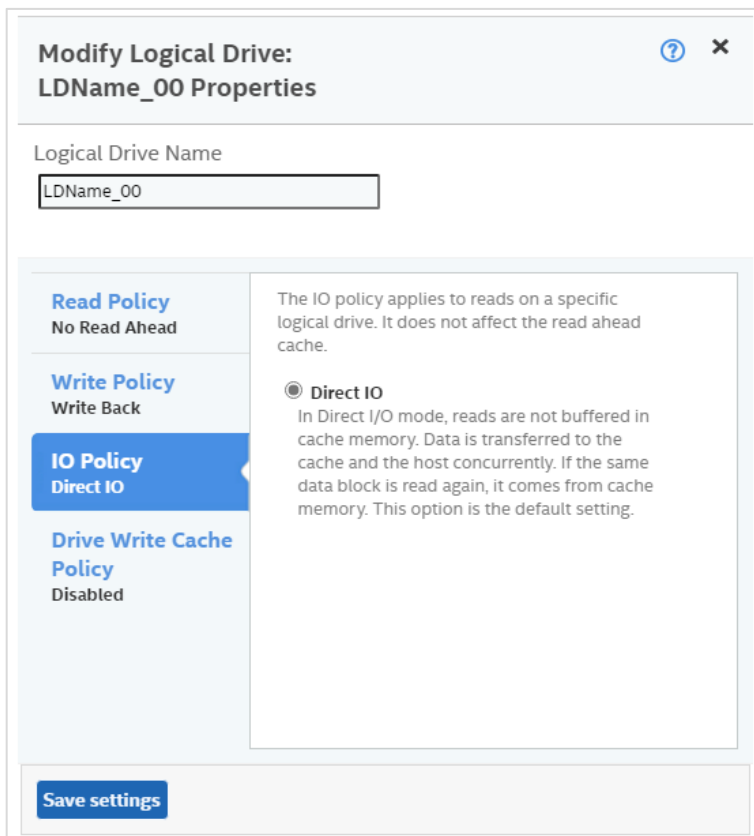 Modify Logical Drive:
LDName_00 Properties
Logical Drive Name
LDName_00
Read Policy
No Read Ahead
Write Policy
Write Back
IO Policy
Direct IO
Drive Write Cache
Policy
Disabled
The IO policy applies to reads on a specific
logical drive. It does not affect the read ahead
cache.
Direct IO
In Direct I/O mode, reads are not buffered in
cache memory. Data is transferred to the
cache and the host concurrently. If the same
data block is read again, it comes from cache
memory. This option is the default setting.
Save settings